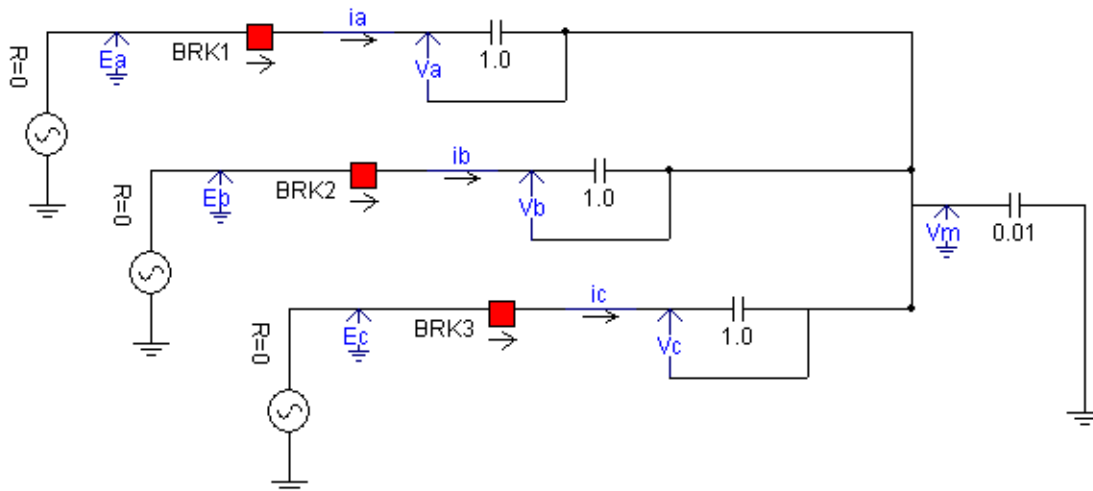 R=0
Ea
BRK1
ia
Va
1.0
R=0
Eb
BRK2
ib
Vb
1.0
Vm
0.01
R=0
Ec
BRK3
ic
Vc
1.0